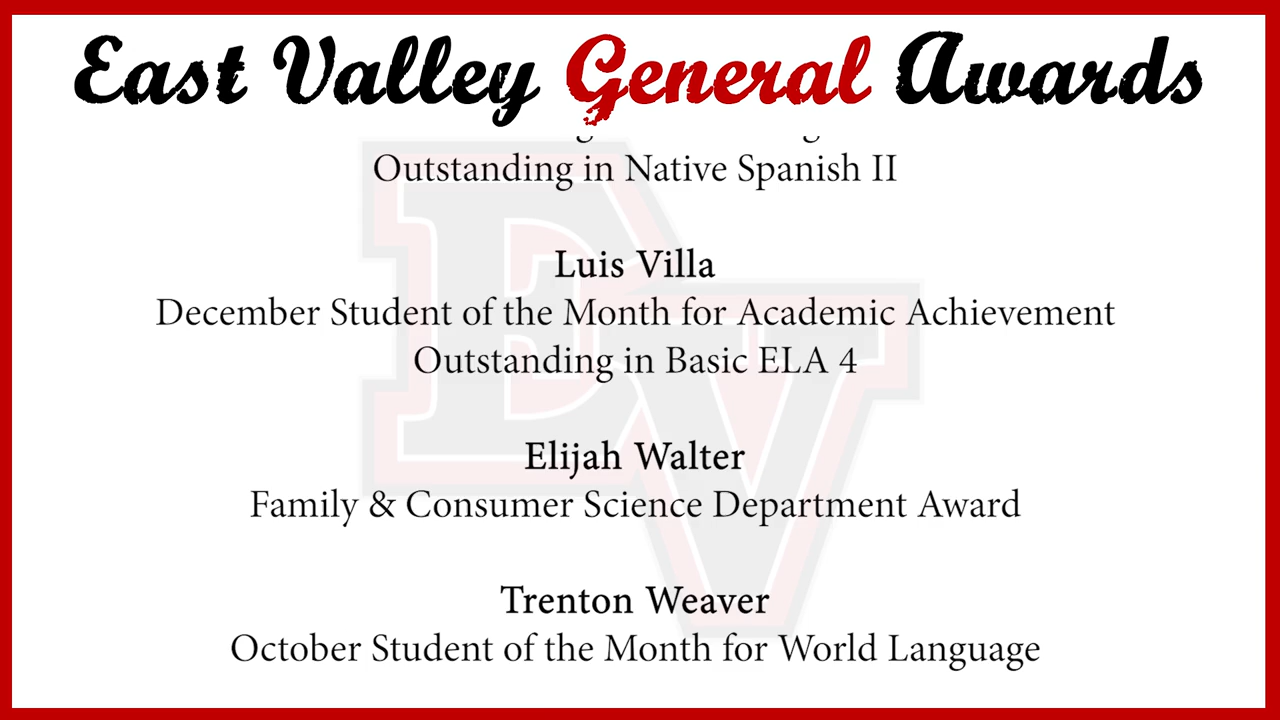 East Valley General Awards
Outstanding in Native Spanish II
Luis Villa
December Student of the Month for Academic Achievement
Outstanding in Basic ELA 4
Elijah Walter
Family & Consumer Science Department Award
Trenton Weaver
October Student of the Month for World Language
EV